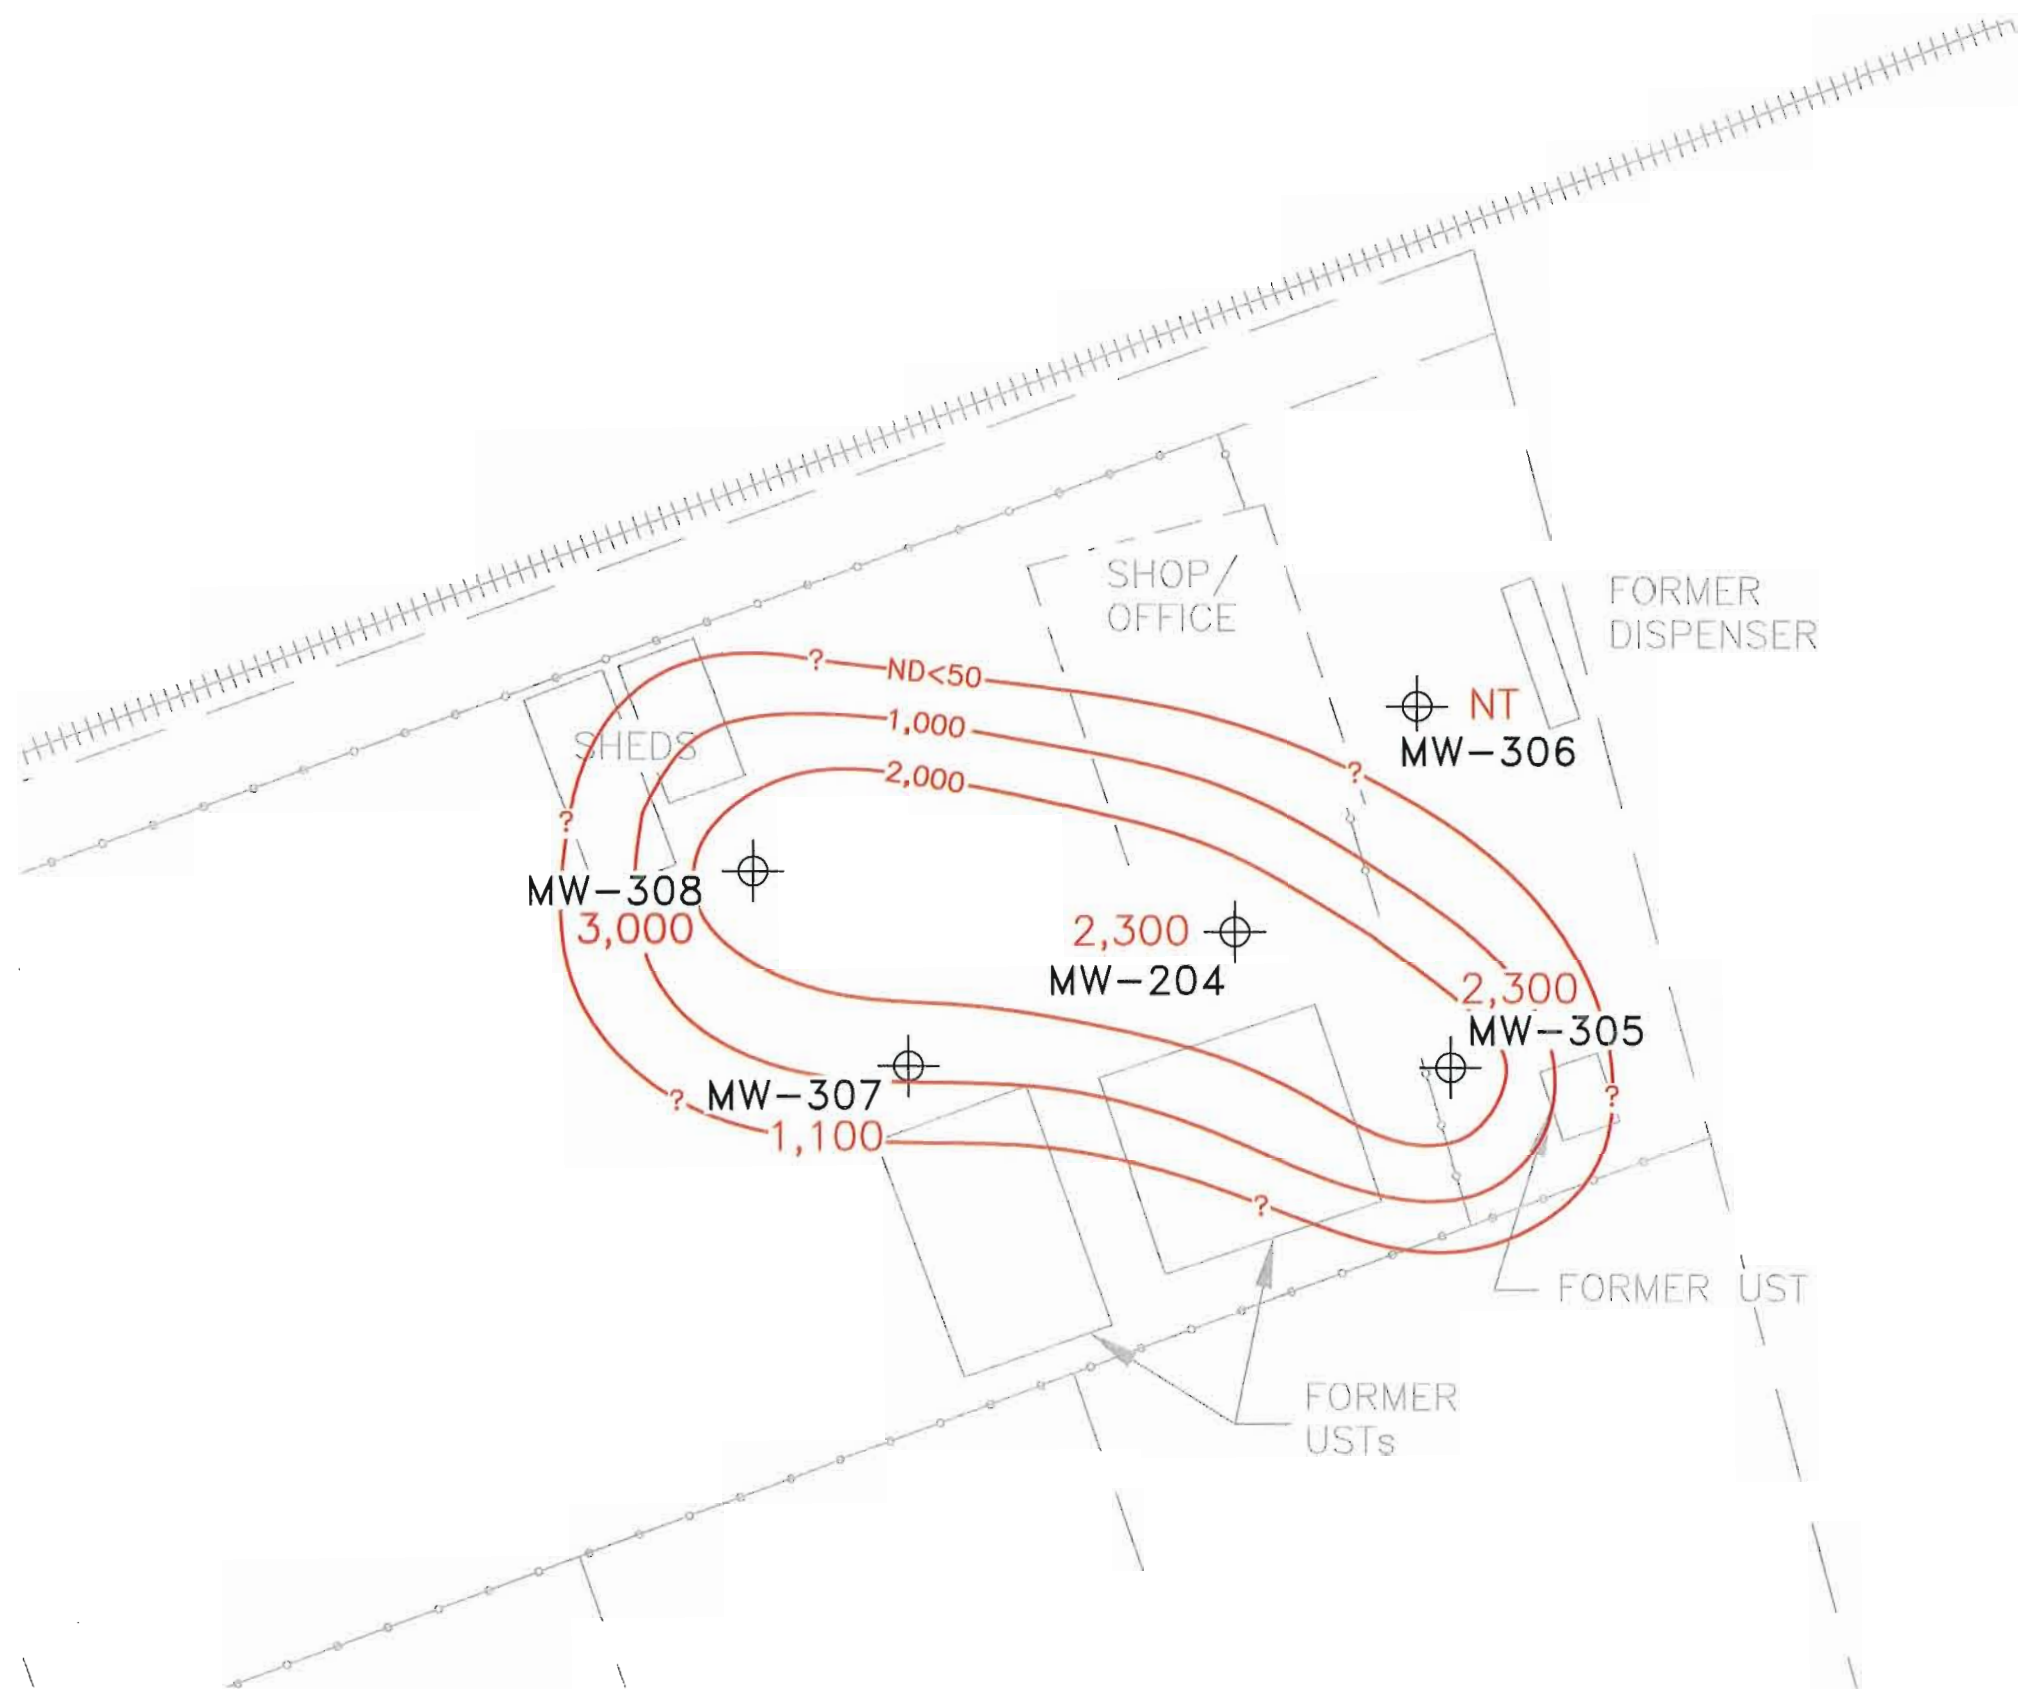 SHOP/
OFFICE
FORMER
DISPENSER
?
ND<50
NT
MW-306
1,000
SHEDS
2,000
?
?
MW-308
3,000
2,300
MW-204
2,300
MW-305
MW-307
?
?
1,100
?
FORMER UST
FORMER
USTs